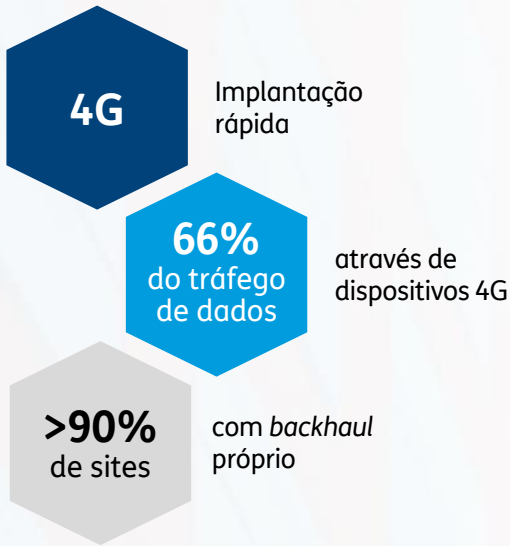 4G
Implantação
rápida
66%
do tráfego
de dados
através de
dispositivos 4G
>90%
de sites
com backhaul
próprio